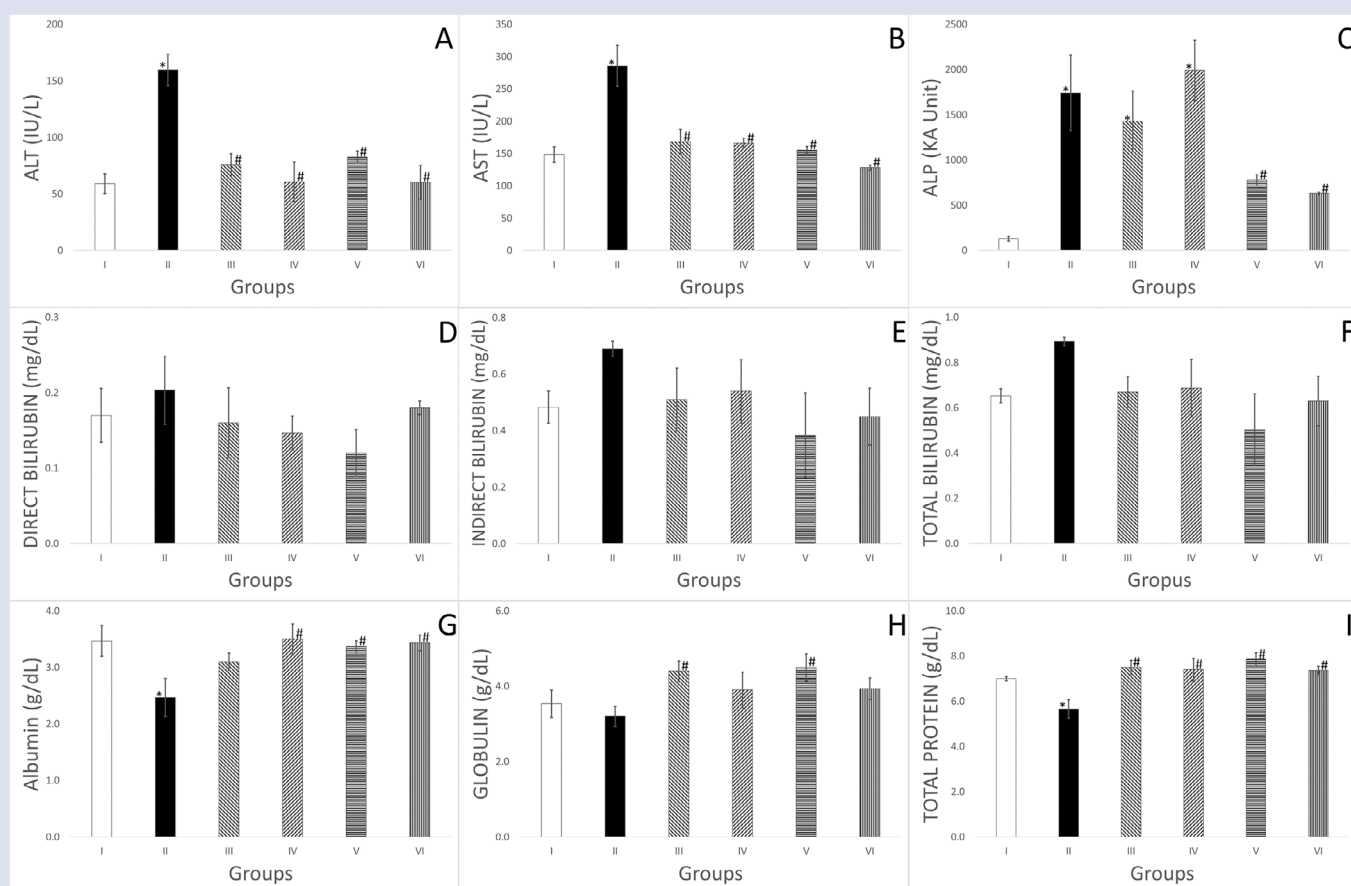 A
ALT (IU/L)
200
150
100
50
0
*
#
#
#
#
I II III IV V VI
Groups
B
AST (IU/L)
350
300
250
200
150
100
50
0
*
#
#
#
#
I II III IV V VI
Groups
C
ALP (KA Unit)
2500
2000
1500
1000
500
0
*
*
*
#
#
I II III IV V VI
Groups
D
DIRECT BILIRUBIN (mg/dL)
0.3
0.2
0.1
0.0
I II III IV V VI
Groups
E
INDIRECT BILIRUBIN (mg/dL)
0.8
0.6
0.4
0.2
0.0
I II III IV V VI
Groups
F
TOTAL BILIRUBIN (mg/dL)
1.0
0.8
0.6
0.4
0.2
0.0
I II III IV V VI
Gropus
G
Albumin (g/dL)
4.0
3.0
2.0
1.0
0.0
*
#
#
#
I II III IV V VI
Groups
H
GLOBULIN (g/dL)
6.0
4.0
2.0
0.0
#
#
I II III IV V VI
Groups
I
TOTAL PROTEIN (g/dL)
10.0
8.0
6.0
4.0
2.0
0.0
*
#
#
#
#
I II III IV V VI
Groups